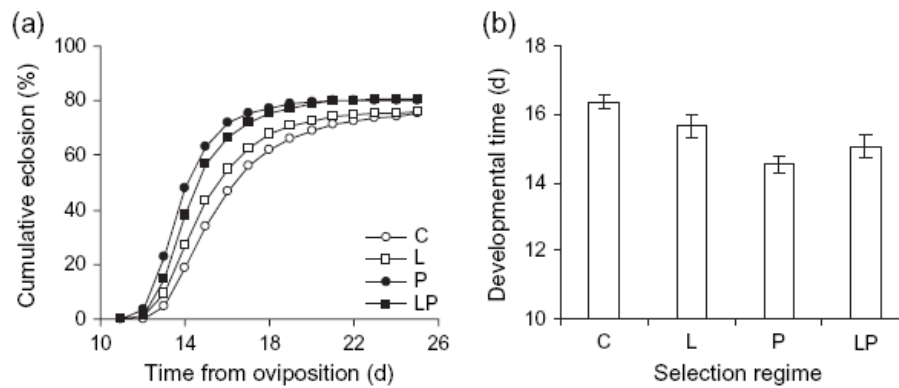 (a)
100
80
60
40
20
0
Cumulative eclosion (%)
10 14 18 22 26
Time from oviposition (d)
C
L
P
LP
(b)
18
16
14
12
10
Developmental time (d)
C L P LP
Selection regime